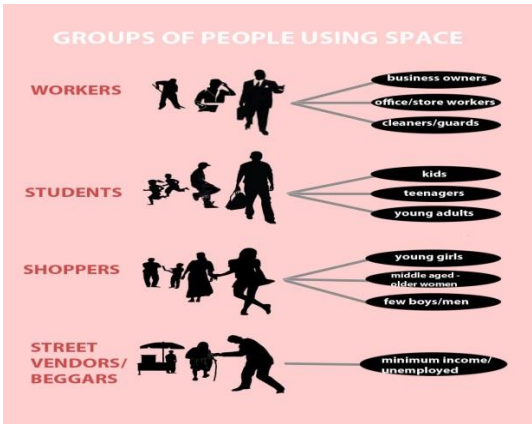 GROUPS OF PEOPLE USING SPACE
WORKERS
business owners
office/store workers
cleaners/guards
STUDENTS
kids
teenagers
young adults
SHOPPERS
young girls
middle aged -
older women
few boys/men
STREET
VENDORS/
BEGGARS
minimum income/
unemployed